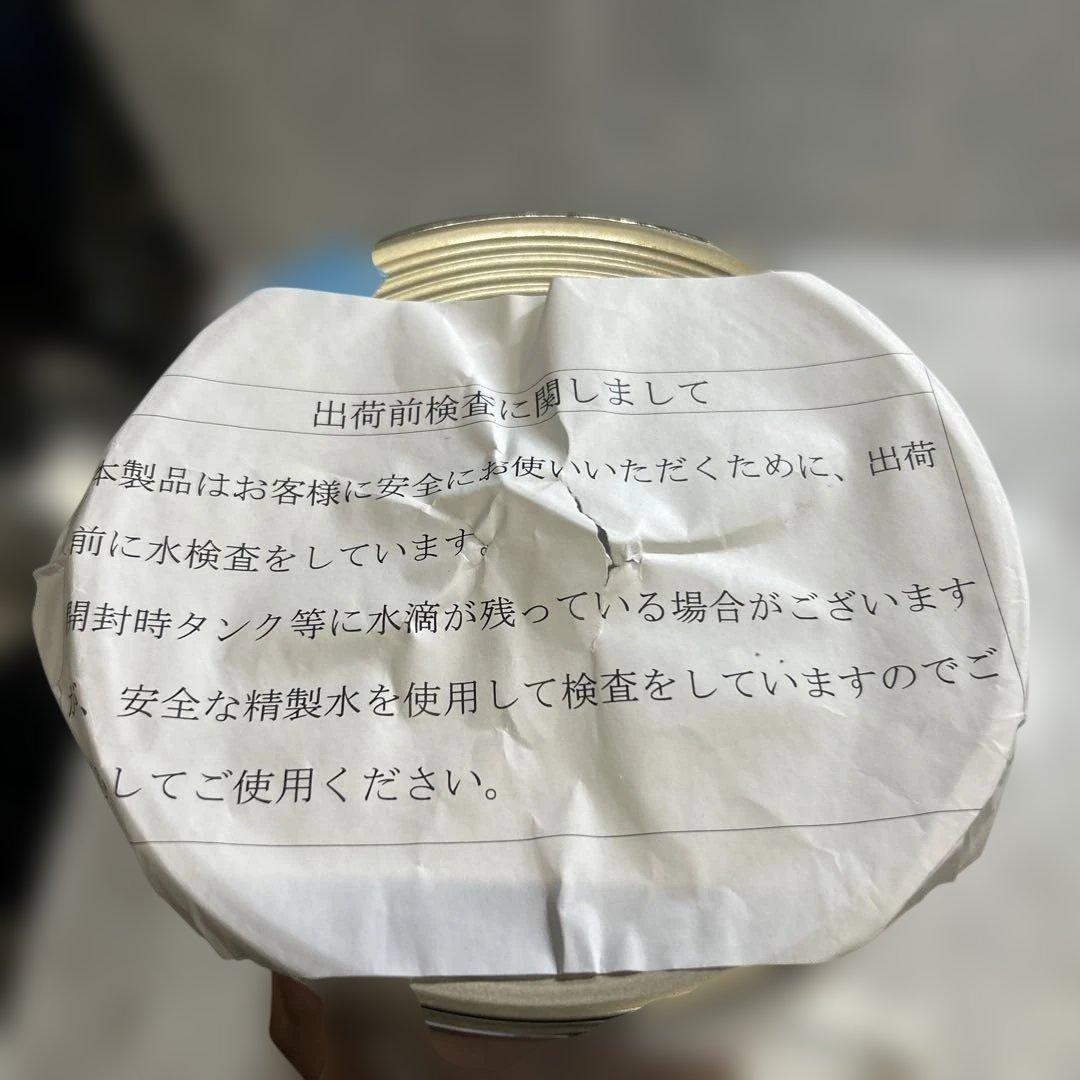 出荷前検査に関しまして
本製品はお客様に安全にお使いいただくために、出荷
前に水検査をしています。
開封時タンク等に水滴が残っている場合がございます
が、安全な精製水を使用して検査をしていますのでご
してご使用ください。